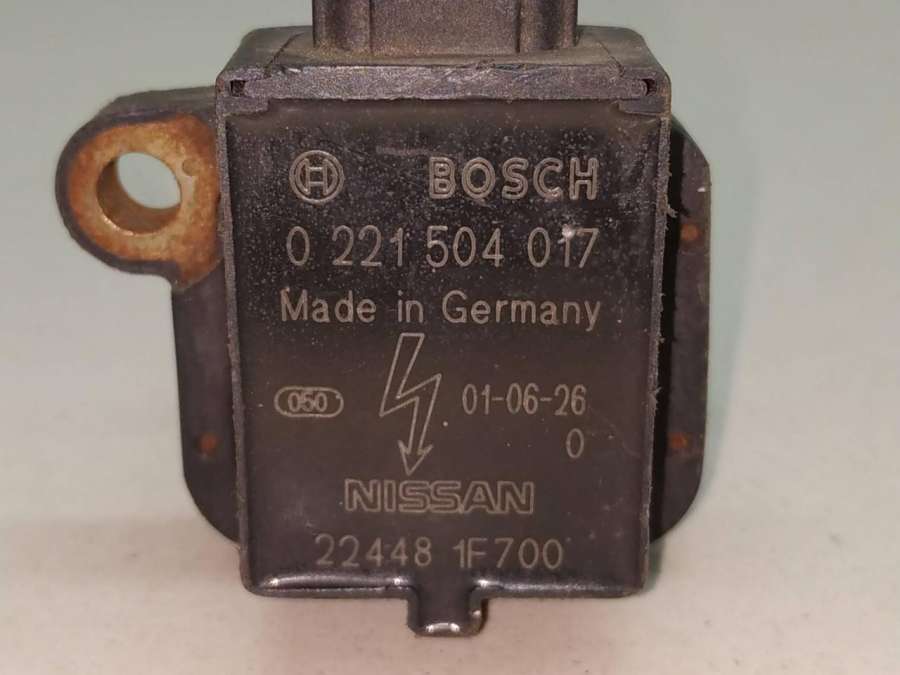 BOSCH
0 221 504 017
Made in Germany
050 01-06-26
0
NISSAN
22448 1F700